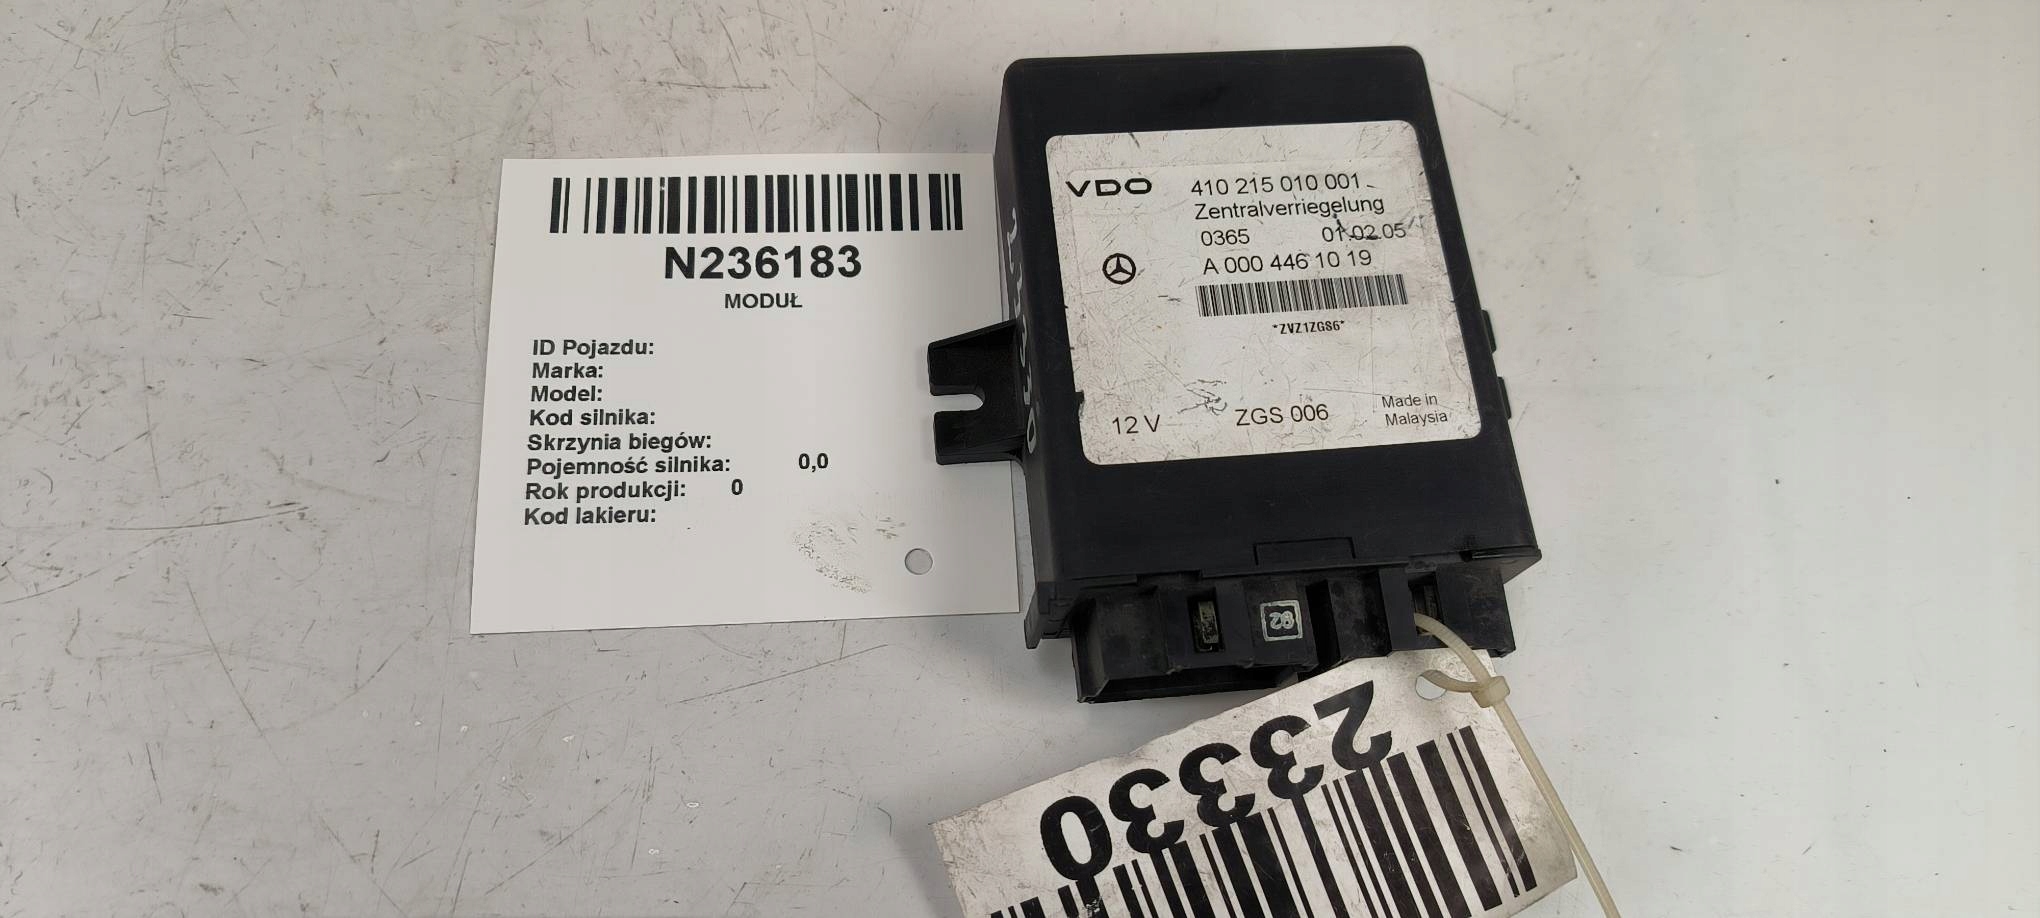 N236183
MODUŁ
ID Pojazdu:
Marka:
Model:
Kod silnika:
Skrzynia biegów:
Pojemność silnika: 0,0
Rok produkcji: 0
Kod lakieru:
VDO 410 215 010 001
Zentralverriegelung
0365 01.02.05
A 000 446 10 19
*ZVZ1ZGS6*
12 V ZGS 006 Made in
Malaysia
23330